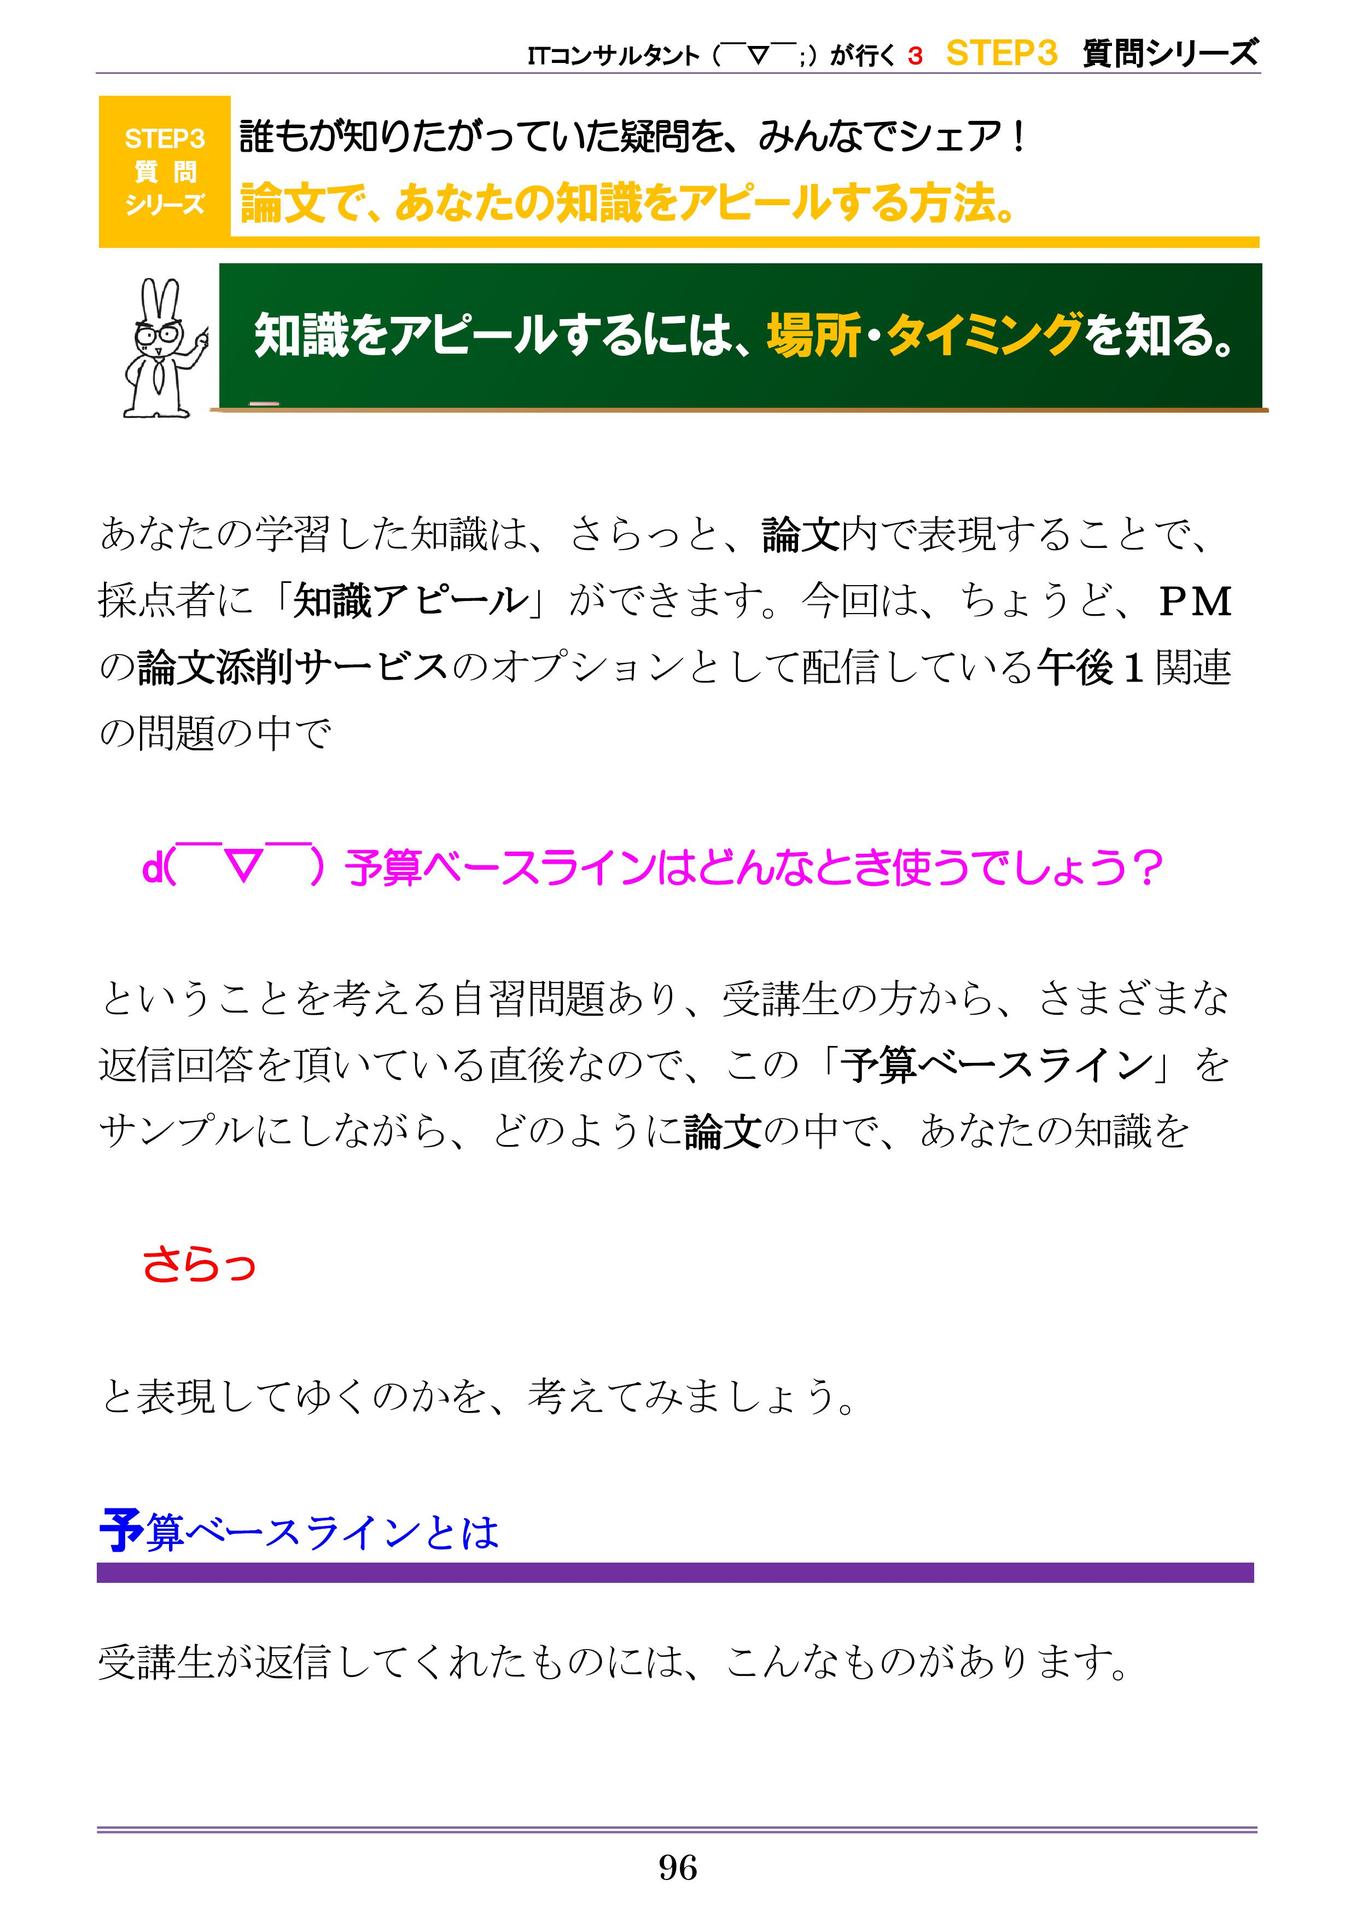 ITコンサルタント（￣▽￣;）が行く 3 STEP3 質問シリーズ
STEP3
質 問
シリーズ
誰もが知りたがっていた疑問を、みんなでシェア！
論文で、あなたの知識をアピールする方法。
知識をアピールするには、場所・タイミングを知る。
あなたの学習した知識は、さらっと、論文内で表現することで、
採点者に「知識アピール」ができます。今回は、ちょうど、ＰＭ
の論文添削サービスのオプションとして配信している午後１関連
の問題の中で
d(￣▽￣) 予算ベースラインはどんなとき使うでしょう？
ということを考える自習問題あり、受講生の方から、さまざまな
返信回答を頂いている直後なので、この「予算ベースライン」を
サンプルにしながら、どのように論文の中で、あなたの知識を
さらっ
と表現してゆくのかを、考えてみましょう。
予算ベースラインとは
受講生が返信してくれたものには、こんなものがあります。
96